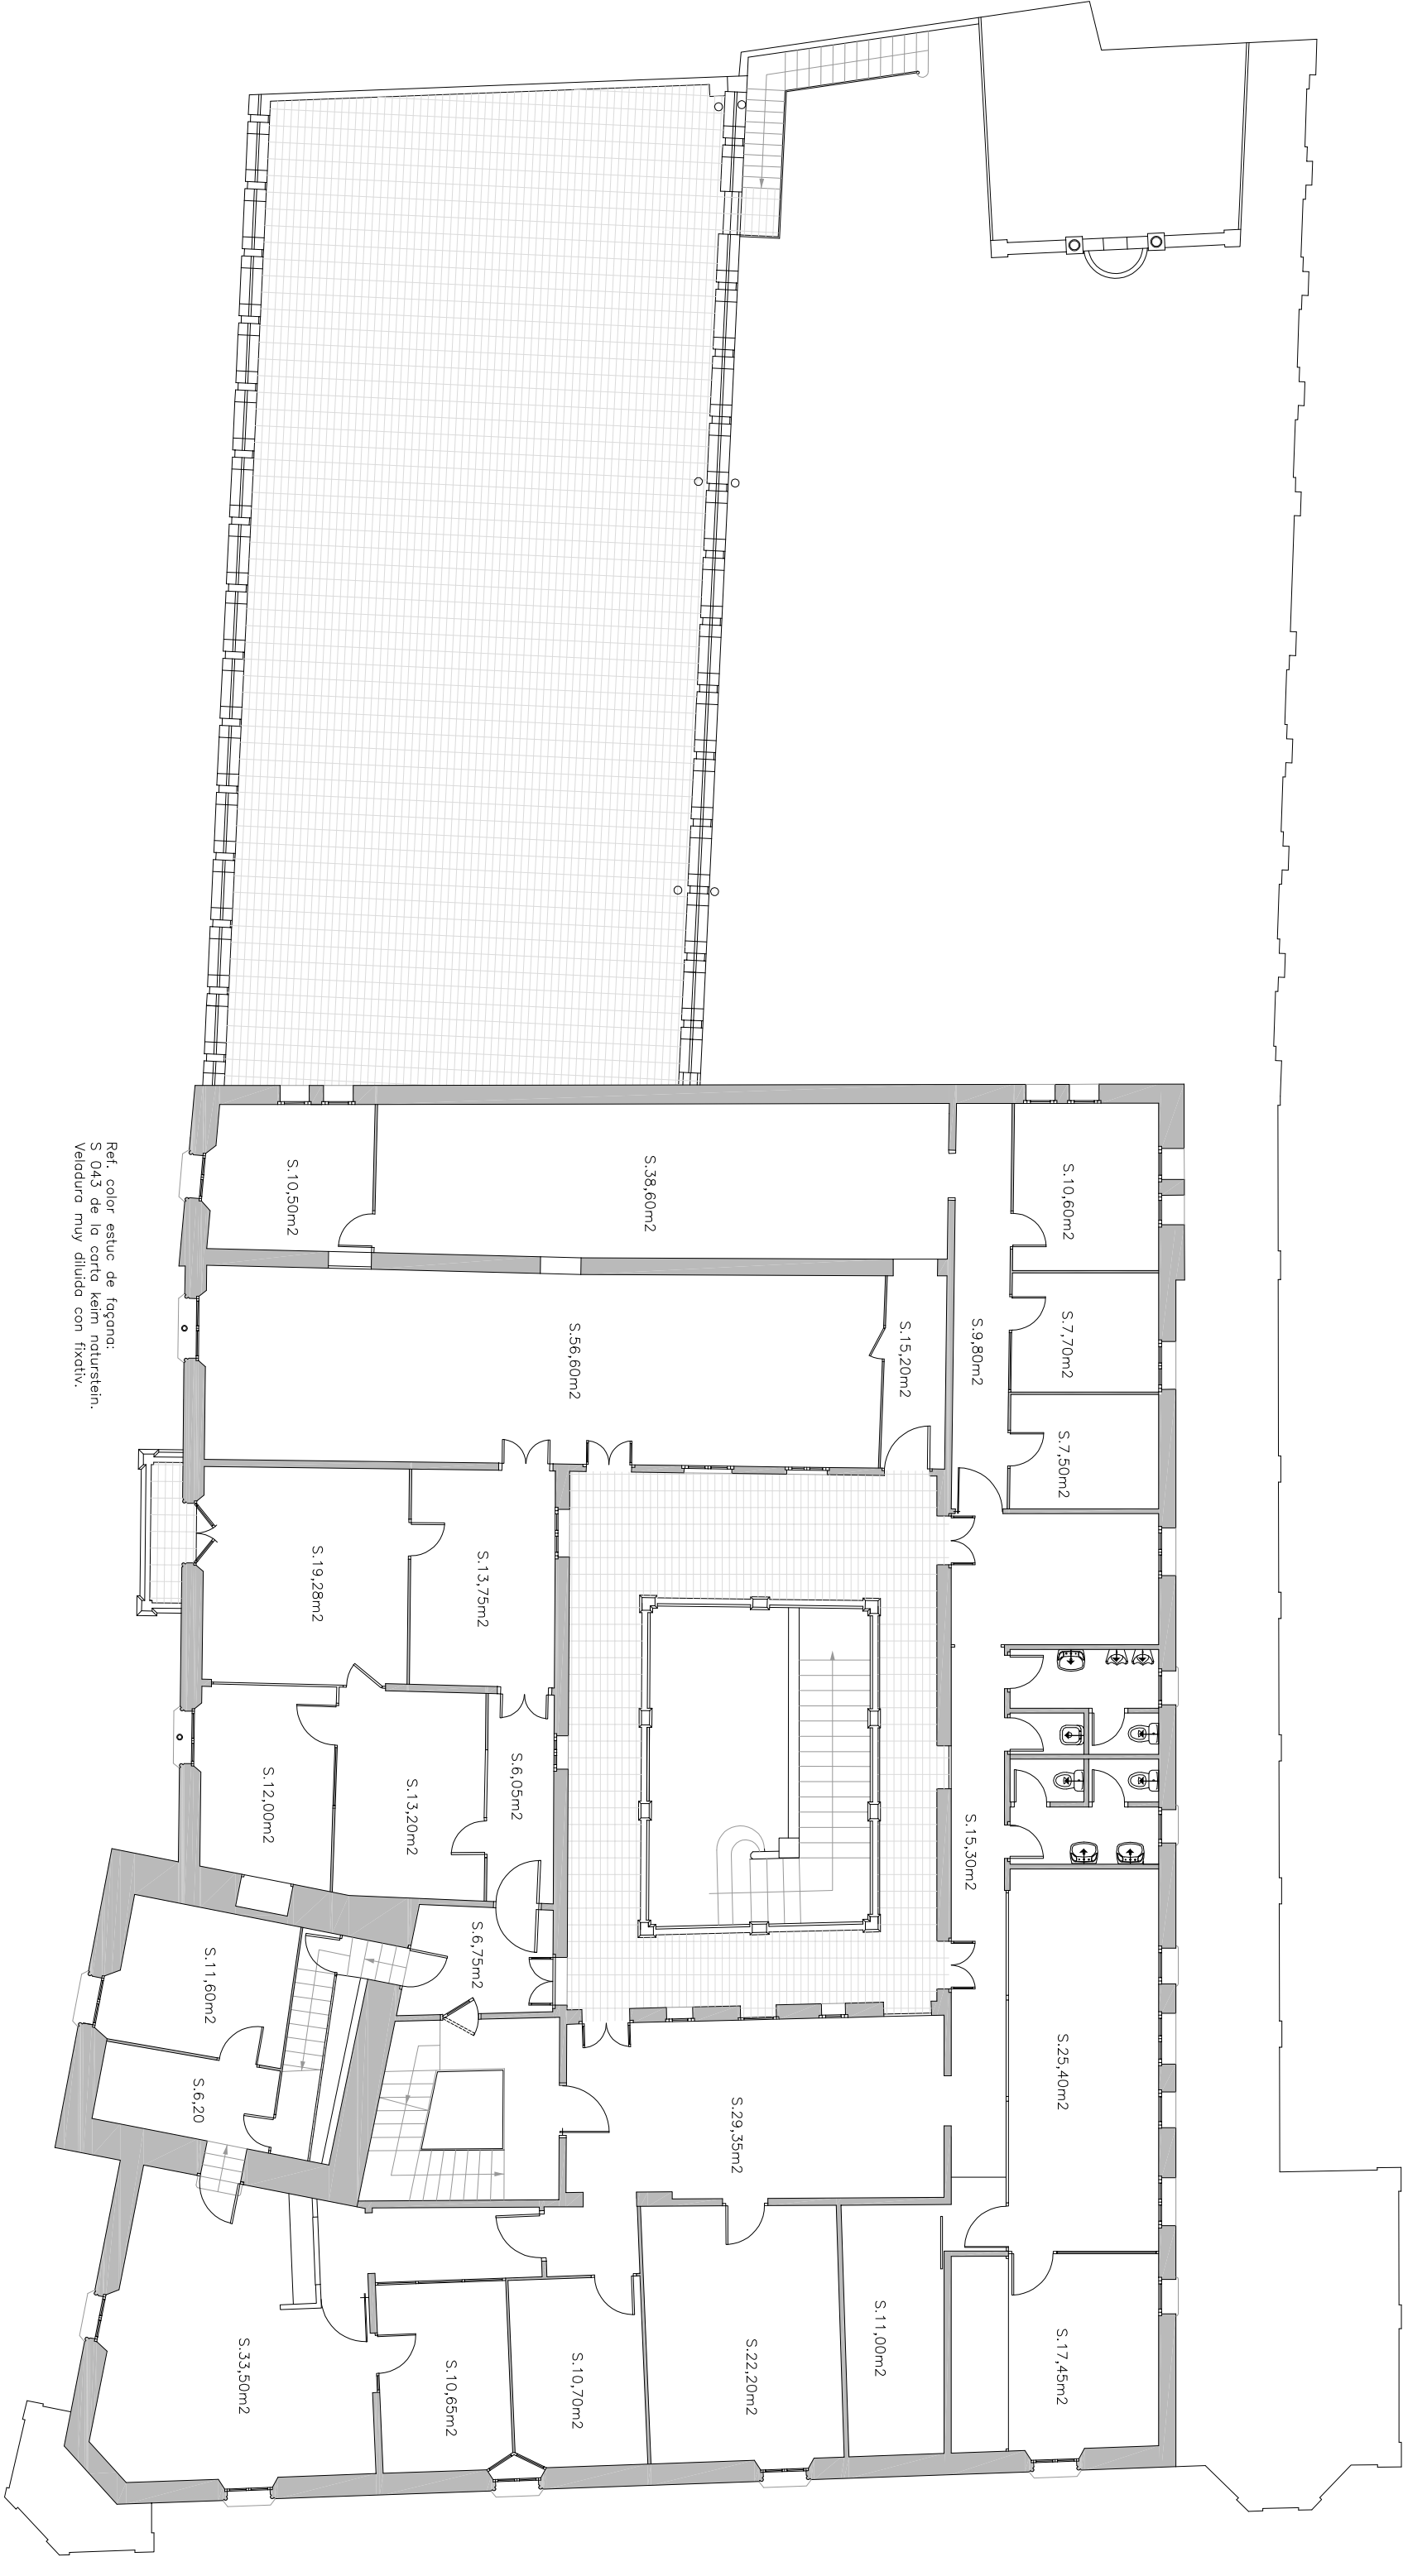 S.10,60m2
S.7,70m2
S.7,50m2
S.25,40m2
S.17,45m2
S.9,80m2
S.15,30m2
S.15,20m2
S.11,00m2
S.38,60m2
S.29,35m2
S.22,20m2
S.56,60m2
S.10,70m2
S.6,05m2
S.13,75m2
S.6,75m2
S.10,65m2
S.13,20m2
S.10,50m2
S.19,28m2
S.12,00m2
S.11,60m2
S.6,20
S.33,50m2
Ref. color estuc de façana:
S 043 de la carta keim naturstein.
Veladura muy diluida con fixativ.